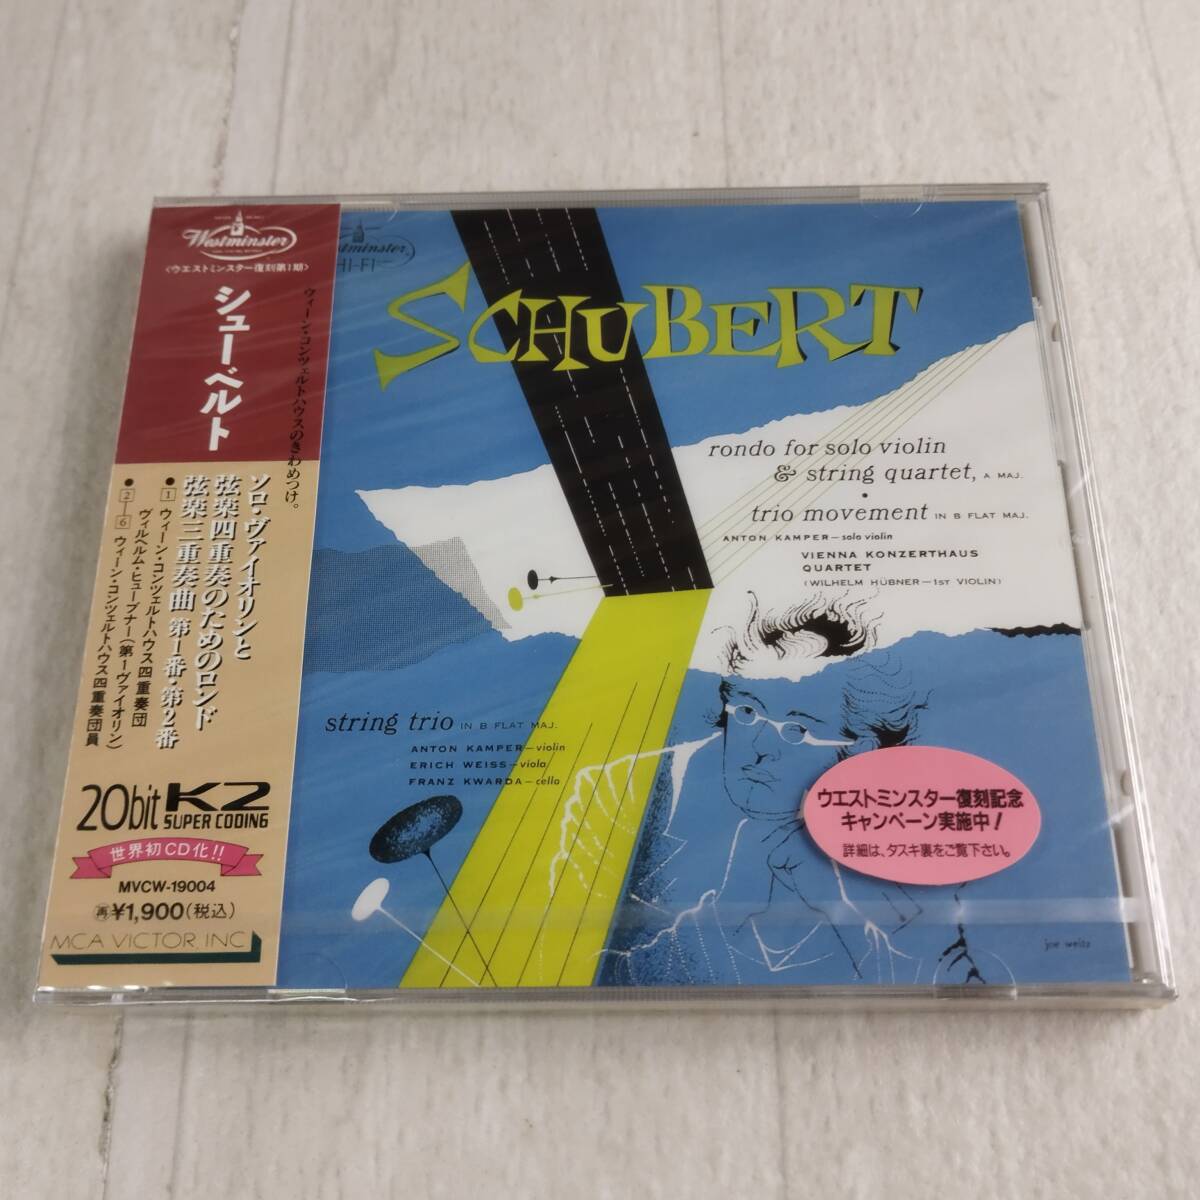 Westminster
〈ウエストミンスター復刻第1期〉
シューベルト
ウィーン・コンツェルトハウスのきわめつけ。
ソロ・ヴァイオリンと
弦楽四重奏のためのロンド
弦楽三重奏曲 第1番・第2番
●1 ウィーン・コンツェルトハウス四重奏団
ヴィルヘルム・ヒューブナー(第1ヴァイオリン)
●2–6 ウィーン・コンツェルトハウス四重奏団員
20bit K2
SUPER CODING
世界初CD化!!
MVCW-19004
再¥1,900(税込)
MCA VICTOR, INC
HI-FI
SCHUBERT
rondo for solo violin
& string quartet, A MAJ.
•
trio movement IN B FLAT MAJ.
ANTON KAMPER—solo violin
VIENNA KONZERTHAUS
QUARTET
(WILHELM HÜBNER—1ST VIOLIN)
string trio IN B FLAT MAJ.
ANTON KAMPER—violin
ERICH WEISS—viola
FRANZ KWARDA—cello
ウエストミンスター復刻記念
キャンペーン実施中!
詳細は、タスキ裏をご覧下さい。
joe weitz